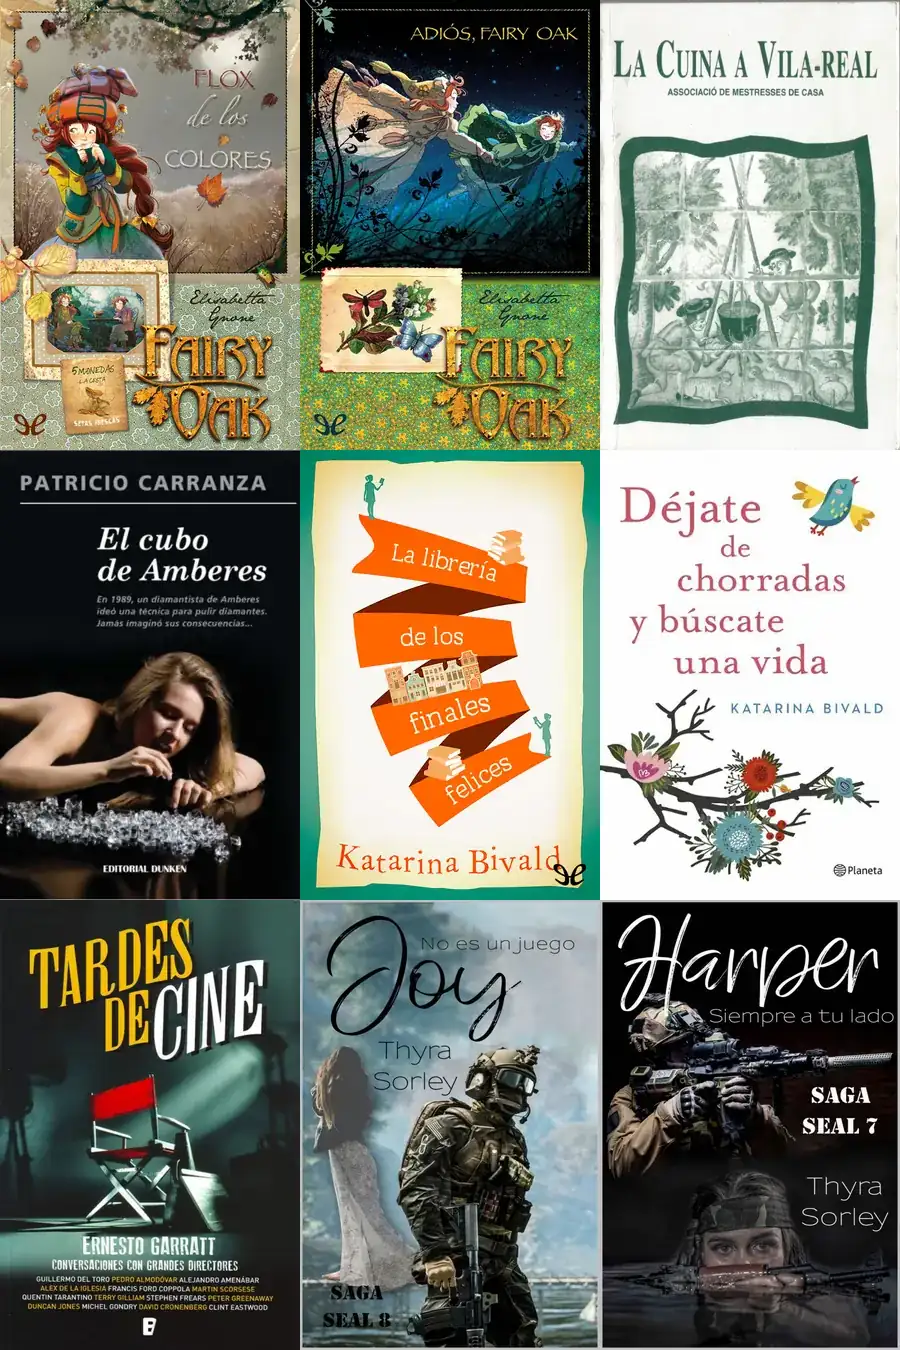 FLOX
de los
COLORES
Elisabetta
Gnone
5 MONEDAS
LA CESTA
SETAS FRESCAS
FAIRY
OAK
ADIÓS, FAIRY OAK
Elisabetta
Gnone
FAIRY
OAK
LA CUINA A VILA-REAL
ASSOCIACIÓ DE MESTRESSES DE CASA
PATRICIO CARRANZA
El cubo
de Amberes
En 1989, un diamantista de Amberes
ideó una técnica para pulir diamantes.
Jamás imaginó sus consecuencias...
EDITORIAL DUNKEN
La librería
de los
finales
felices
Katarina Bivald
Déjate
de
chorradas
y búscate
una vida
KATARINA BIVALD
Planeta
TARDES
DE CINE
ERNESTO GARRATT
CONVERSACIONES CON GRANDES DIRECTORES
GUILLERMO DEL TORO PEDRO ALMODÓVAR ALEJANDRO AMENÁBAR
ALEX DE LA IGLESIA FRANCIS FORD COPPOLA MARTIN SCORSESE
QUENTIN TARANTINO TERRY GILLIAM STEPHEN FREARS PETER GREENAWAY
DUNCAN JONES MICHEL GONDRY DAVID CRONENBERG CLINT EASTWOOD
No es un juego
Joy
Thyra
Sorley
SAGA
SEAL 8
Harper
Siempre a tu lado
SAGA
SEAL 7
Thyra
Sorley